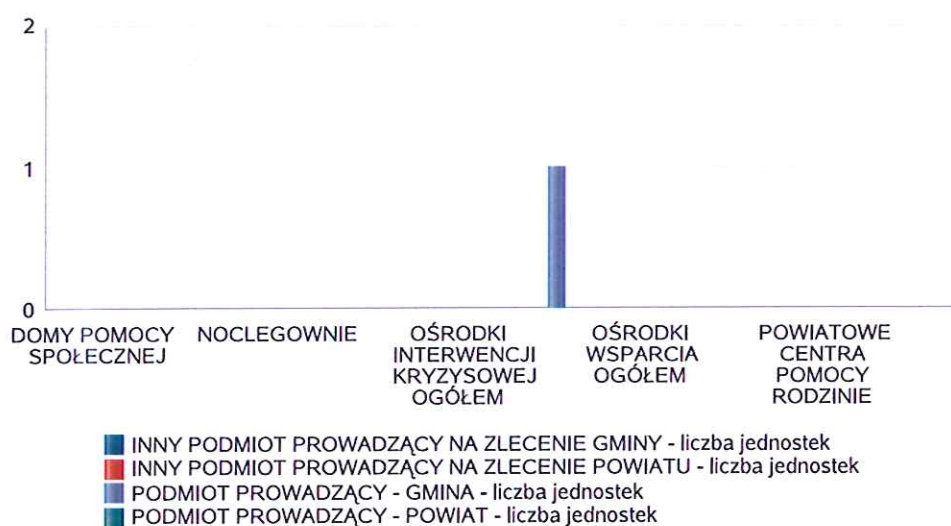 2
1
0
DOMY POMOCY
SPOŁECZNEJ
NOCLEGOWNIE
OŚRODKI
INTERWENCJI
KRYZYSOWEJ
OGÓŁEM
OŚRODKI
WSPARCIA
OGÓŁEM
POWIATOWE
CENTRA
POMOCY
RODZINIE
INNY PODMIOT PROWADZĄCY NA ZLECENIE GMINY - liczba jednostek
INNY PODMIOT PROWADZĄCY NA ZLECENIE POWIATU - liczba jednostek
PODMIOT PROWADZĄCY - GMINA - liczba jednostek
PODMIOT PROWADZĄCY - POWIAT - liczba jednostek